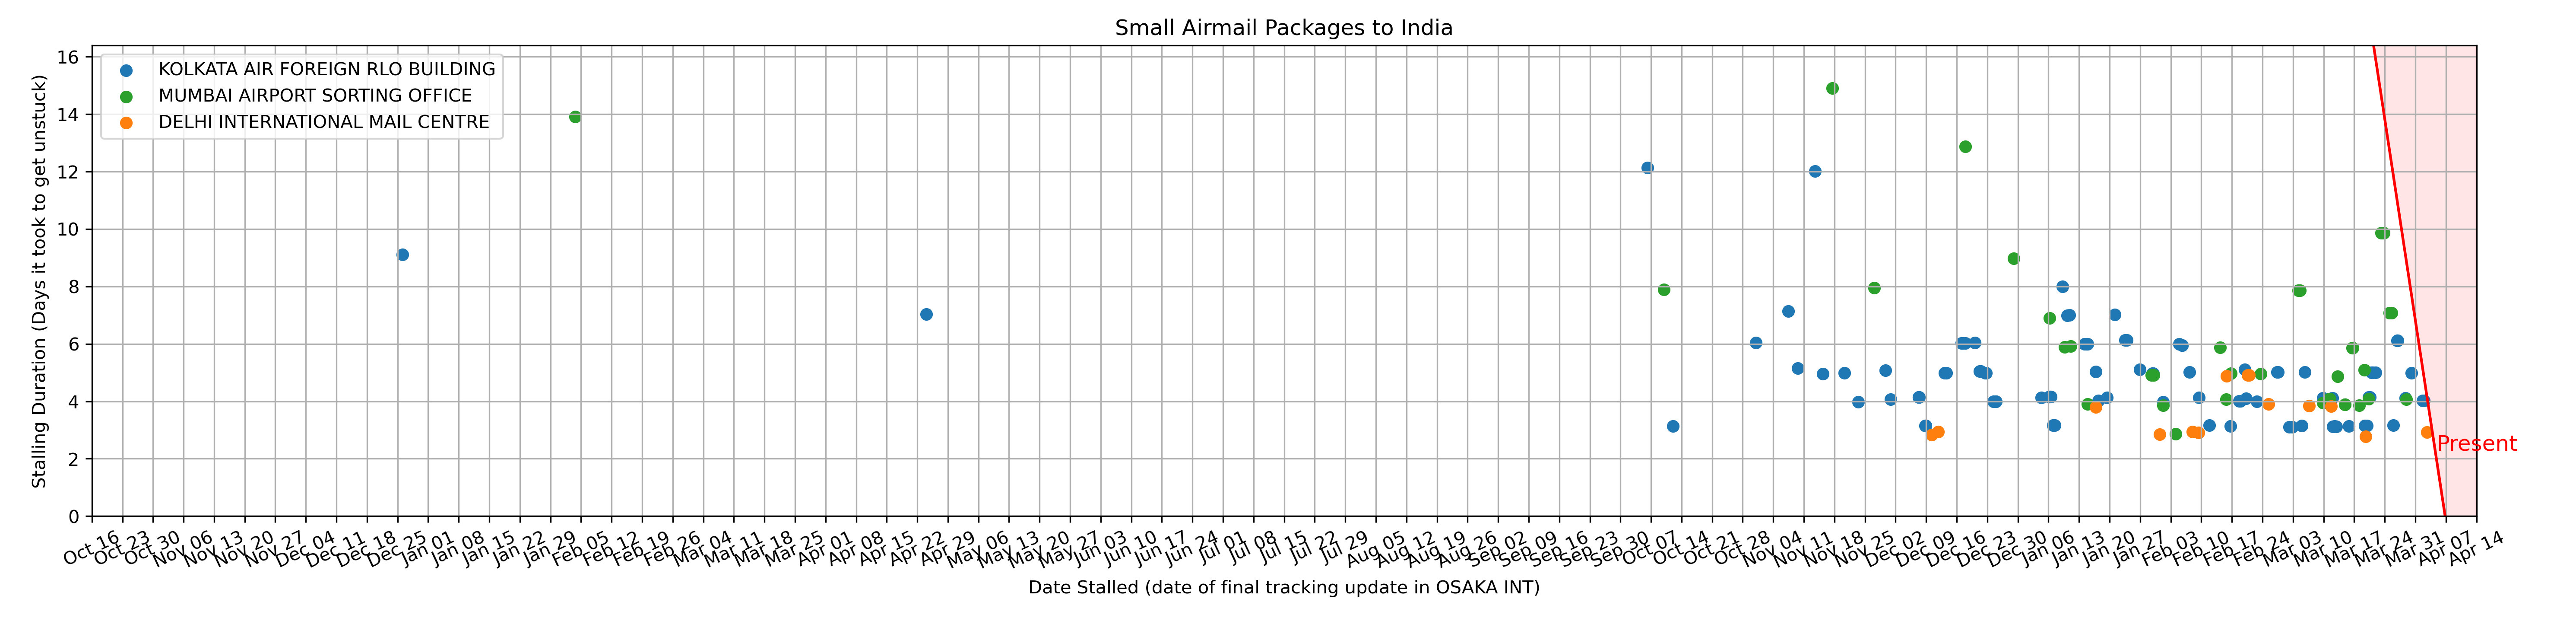 Small Airmail Packages to India
KOLKATA AIR FOREIGN RLO BUILDING
MUMBAI AIRPORT SORTING OFFICE
DELHI INTERNATIONAL MAIL CENTRE
Stalling Duration (Days it took to get unstuck)
16
14
12
10
8
6
4
2
0
Present
Oct 16 Oct 23 Oct 30 Nov 06 Nov 13 Nov 20 Nov 27 Dec 04 Dec 11 Dec 18 Dec 25 Jan 01 Jan 08 Jan 15 Jan 22 Jan 29 Feb 05 Feb 12 Feb 19 Feb 26 Mar 04 Mar 11 Mar 18 Mar 25 Apr 01 Apr 08 Apr 15 Apr 22 Apr 29 May 06 May 13 May 20 May 27 Jun 03 Jun 10 Jun 17 Jun 24 Jul 01 Jul 08 Jul 15 Jul 22 Jul 29 Aug 05 Aug 12 Aug 19 Aug 26 Sep 02 Sep 09 Sep 16 Sep 23 Sep 30 Oct 07 Oct 14 Oct 21 Oct 28 Nov 04 Nov 11 Nov 18 Nov 25 Dec 02 Dec 09 Dec 16 Dec 23 Dec 30 Jan 06 Jan 13 Jan 20 Jan 27 Feb 03 Feb 10 Feb 17 Feb 24 Mar 03 Mar 10 Mar 17 Mar 24 Mar 31 Apr 07 Apr 14
Date Stalled (date of final tracking update in OSAKA INT)